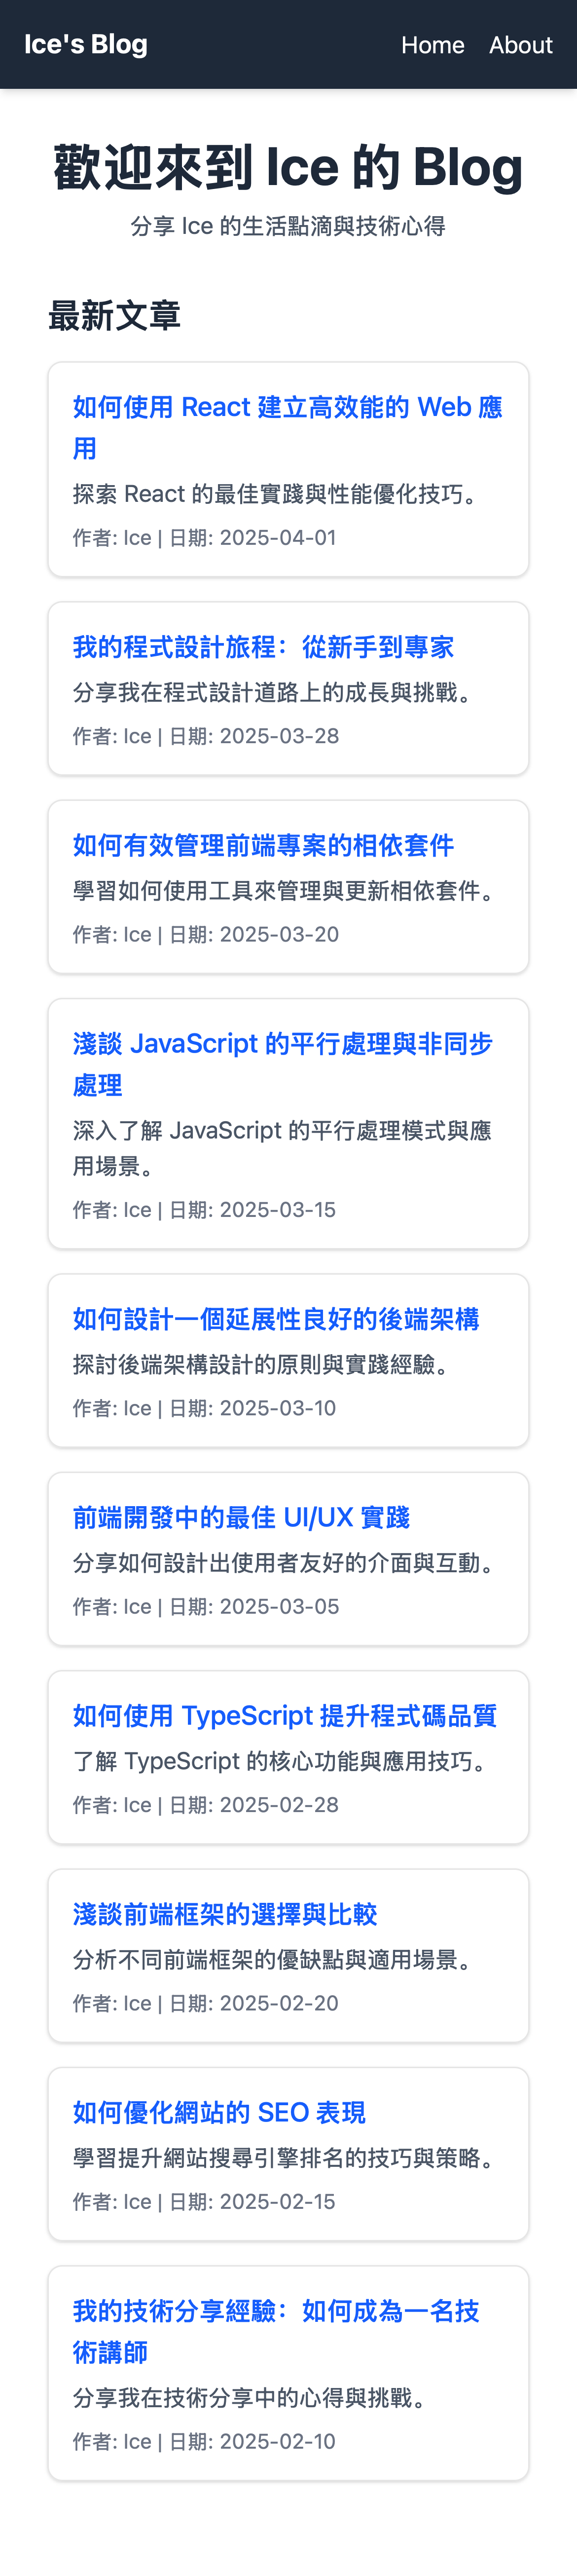 Ice's Blog
Home About
歡迎來到 Ice 的 Blog
分享 Ice 的生活點滴與技術心得
最新文章
如何使用 React 建立高效能的 Web 應
用
探索 React 的最佳實踐與性能優化技巧。
作者: Ice | 日期: 2025-04-01
我的程式設計旅程：從新手到專家
分享我在程式設計道路上的成長與挑戰。
作者: Ice | 日期: 2025-03-28
如何有效管理前端專案的相依套件
學習如何使用工具來管理與更新相依套件。
作者: Ice | 日期: 2025-03-20
淺談 JavaScript 的平行處理與非同步
處理
深入了解 JavaScript 的平行處理模式與應
用場景。
作者: Ice | 日期: 2025-03-15
如何設計一個延展性良好的後端架構
探討後端架構設計的原則與實踐經驗。
作者: Ice | 日期: 2025-03-10
前端開發中的最佳 UI/UX 實踐
分享如何設計出使用者友好的介面與互動。
作者: Ice | 日期: 2025-03-05
如何使用 TypeScript 提升程式碼品質
了解 TypeScript 的核心功能與應用技巧。
作者: Ice | 日期: 2025-02-28
淺談前端框架的選擇與比較
分析不同前端框架的優缺點與適用場景。
作者: Ice | 日期: 2025-02-20
如何優化網站的 SEO 表現
學習提升網站搜尋引擎排名的技巧與策略。
作者: Ice | 日期: 2025-02-15
我的技術分享經驗：如何成為一名技
術講師
分享我在技術分享中的心得與挑戰。
作者: Ice | 日期: 2025-02-10